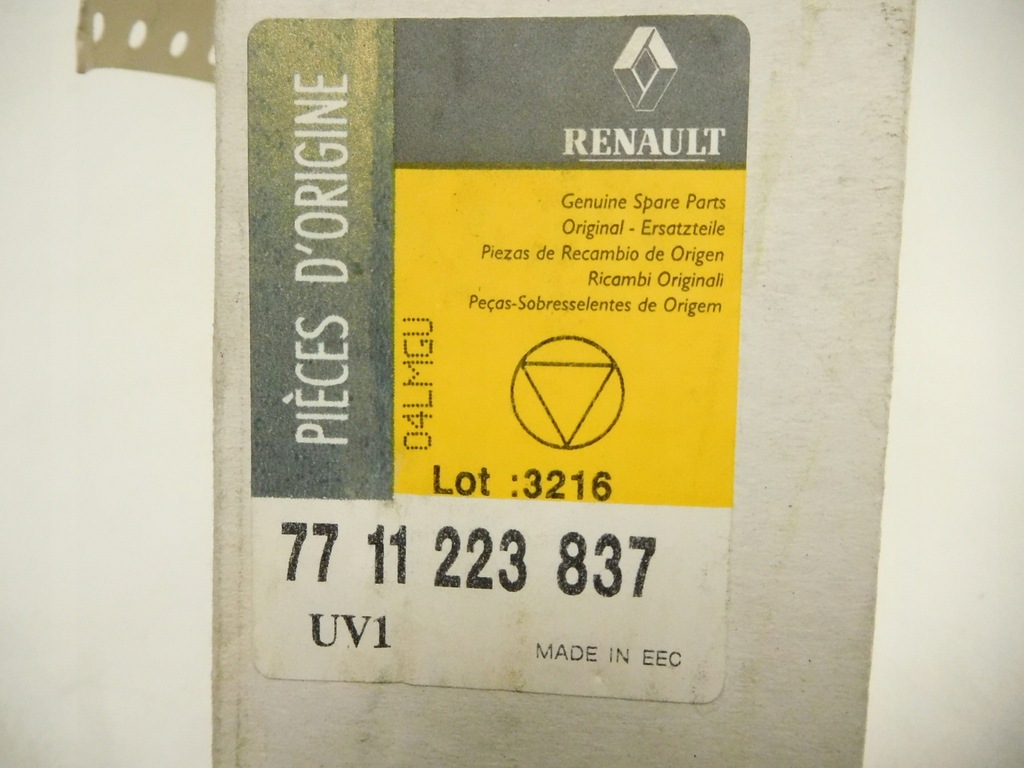 PIÈCES D'ORIGINE
RENAULT
Genuine Spare Parts
Original - Ersatzteile
Piezas de Recambio de Origen
Ricambi Originali
Peças-Sobresselentes de Origem
04LMGU
Lot :3216
77 11 223 837
UV1
MADE IN EEC